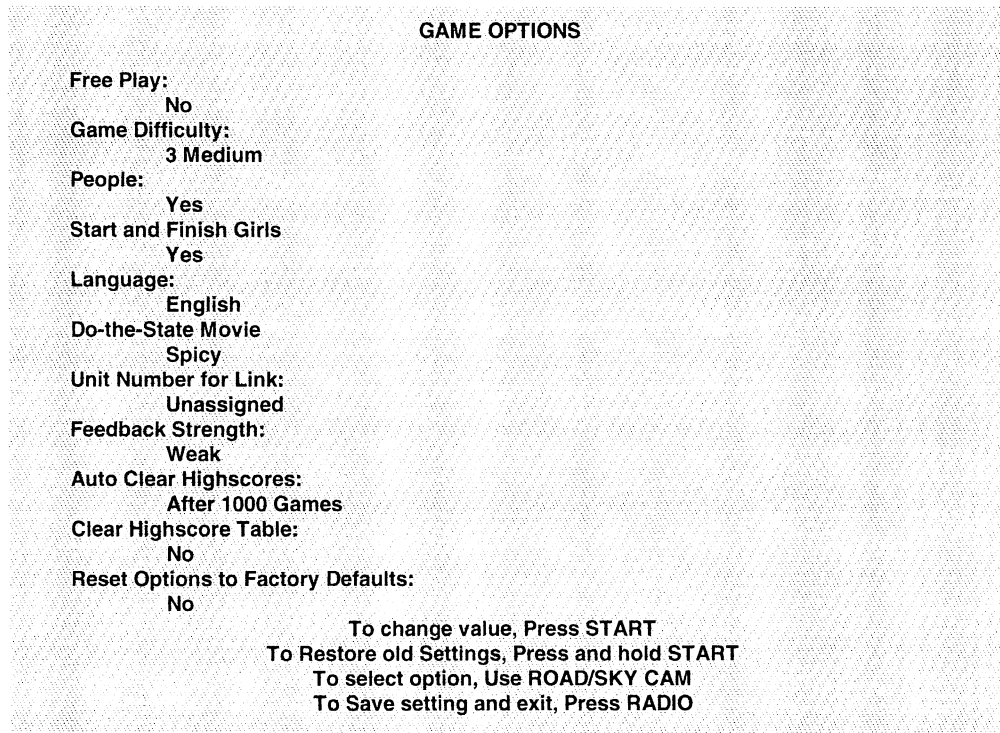 GAME OPTIONS
Free Play:
No
Game Difficulty:
3 Medium
People:
Yes
Start and Finish Girls
Yes
Language:
English
Do-the-State Movie
Spicy
Unit Number for Link:
Unassigned
Feedback Strength:
Weak
Auto Clear Highscores:
After 1000 Games
Clear Highscore Table:
No
Reset Options to Factory Defaults:
No
To change value, Press START
To Restore old Settings, Press and hold START
To select option, Use ROAD/SKY CAM
To Save setting and exit, Press RADIO